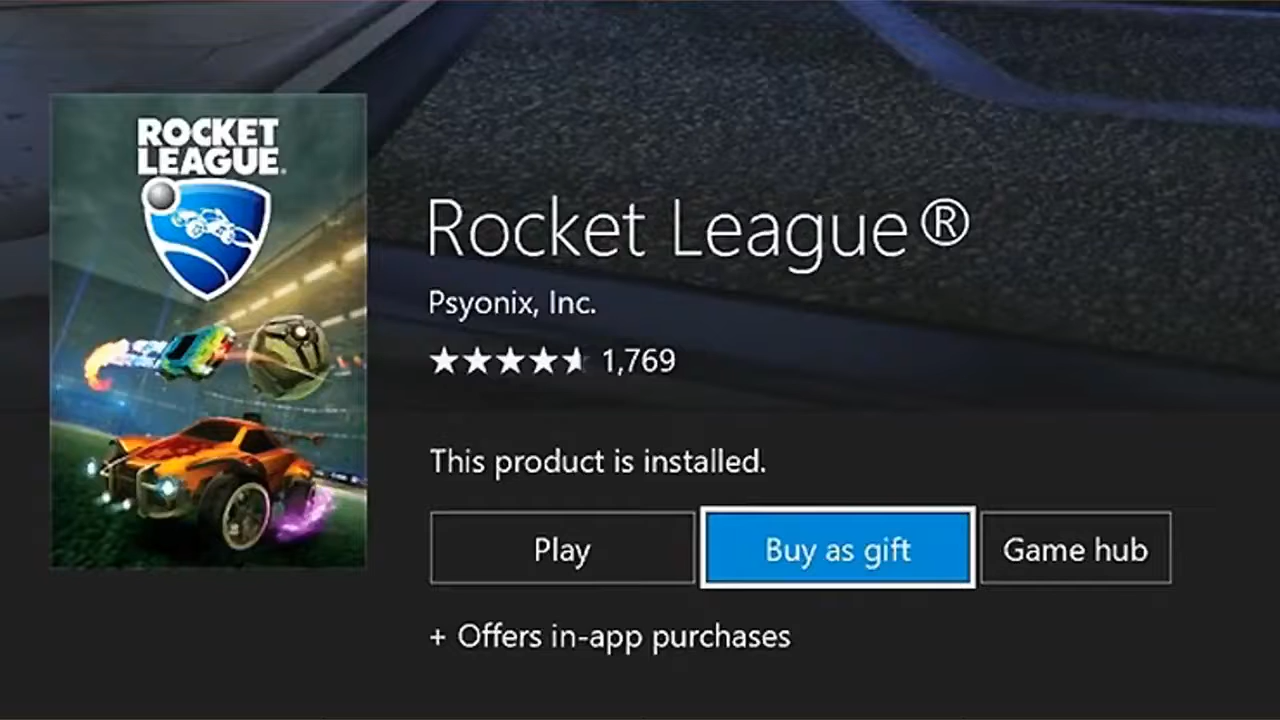 ROCKET
LEAGUE
Rocket League®
Psyonix, Inc.
1,769
This product is installed.
Play
Buy as gift
Game hub
+ Offers in-app purchases